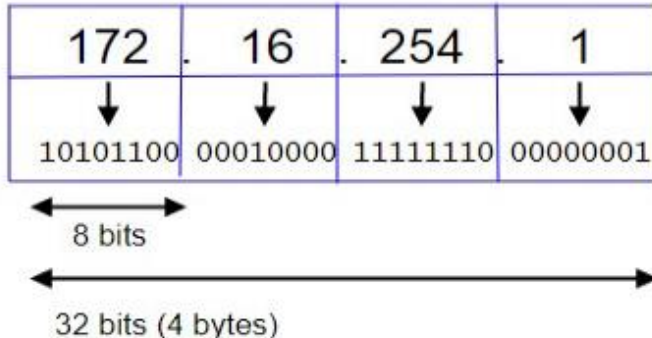 172 . 16 . 254 . 1
10101100 00010000 11111110 00000001
8 bits
32 bits (4 bytes)